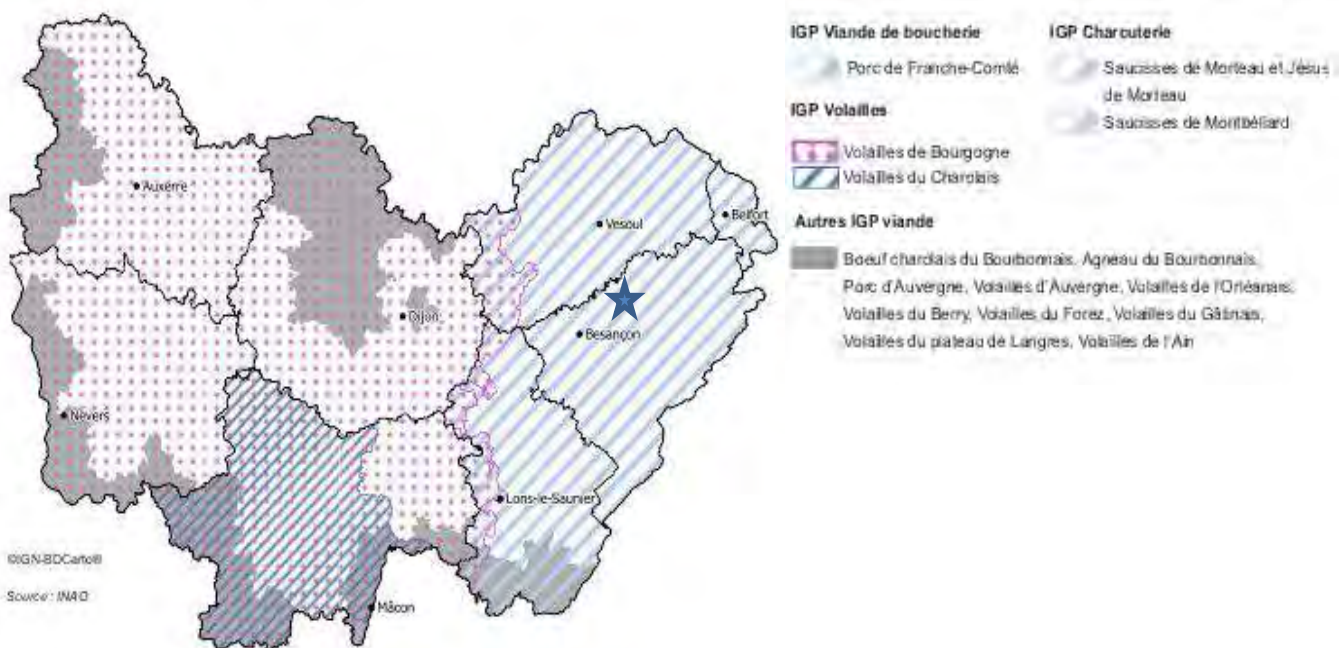 Auxerre
Vesoul
Belfort
Dijon
Besançon
Nevers
Lons-le-Saunier
Mâcon
©IGN-BDCarto®
Source : INAO
IGP Viande de boucherie
Porc de Franche-Comté
IGP Volailles
Volailles de Bourgogne
Volailles du Charolais
IGP Charcuterie
Saucisses de Morteau et Jésus
de Morteau
Saucisses de Montbéliard
Autres IGP viande
Boeuf charolais du Bourbonnais, Agneau du Bourbonnais,
Porc d'Auvergne, Volailles d'Auvergne, Volailles de l'Orléanais,
Volailles du Berry, Volailles du Forez, Volailles du Gâtinais,
Volailles du plateau de Langres, Volailles de l'Ain